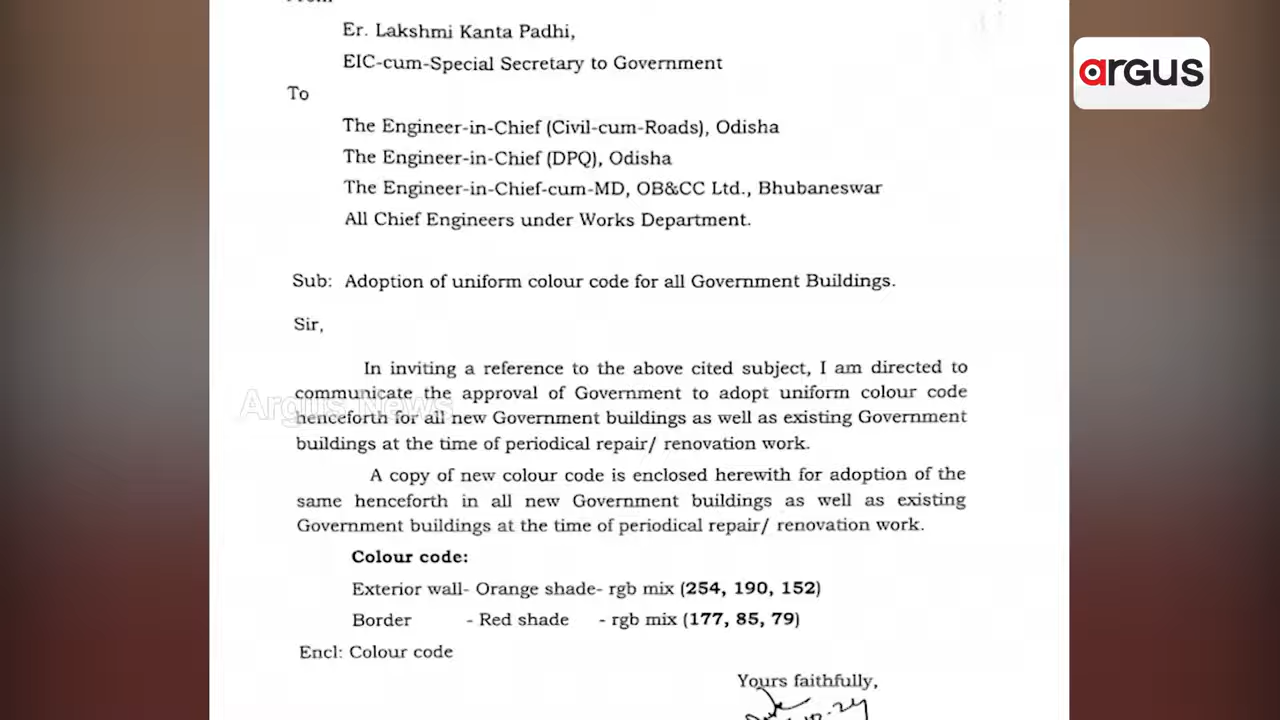 From
Er. Lakshmi Kanta Padhi,
EIC-cum-Special Secretary to Government
To
The Engineer-in-Chief (Civil-cum-Roads), Odisha
The Engineer-in-Chief (DPQ), Odisha
The Engineer-in-Chief-cum-MD, OB&CC Ltd., Bhubaneswar
All Chief Engineers under Works Department.
Sub: Adoption of uniform colour code for all Government Buildings.
Sir,
In inviting a reference to the above cited subject, I am directed to
communicate the approval of Government to adopt uniform colour code
henceforth for all new Government buildings as well as existing Government
buildings at the time of periodical repair/ renovation work.
A copy of new colour code is enclosed herewith for adoption of the
same henceforth in all new Government buildings as well as existing
Government buildings at the time of periodical repair/ renovation work.
Colour code:
Exterior wall- Orange shade- rgb mix (254, 190, 152)
Border - Red shade - rgb mix (177, 85, 79)
Encl: Colour code
Yours faithfully,
argus
Argus News